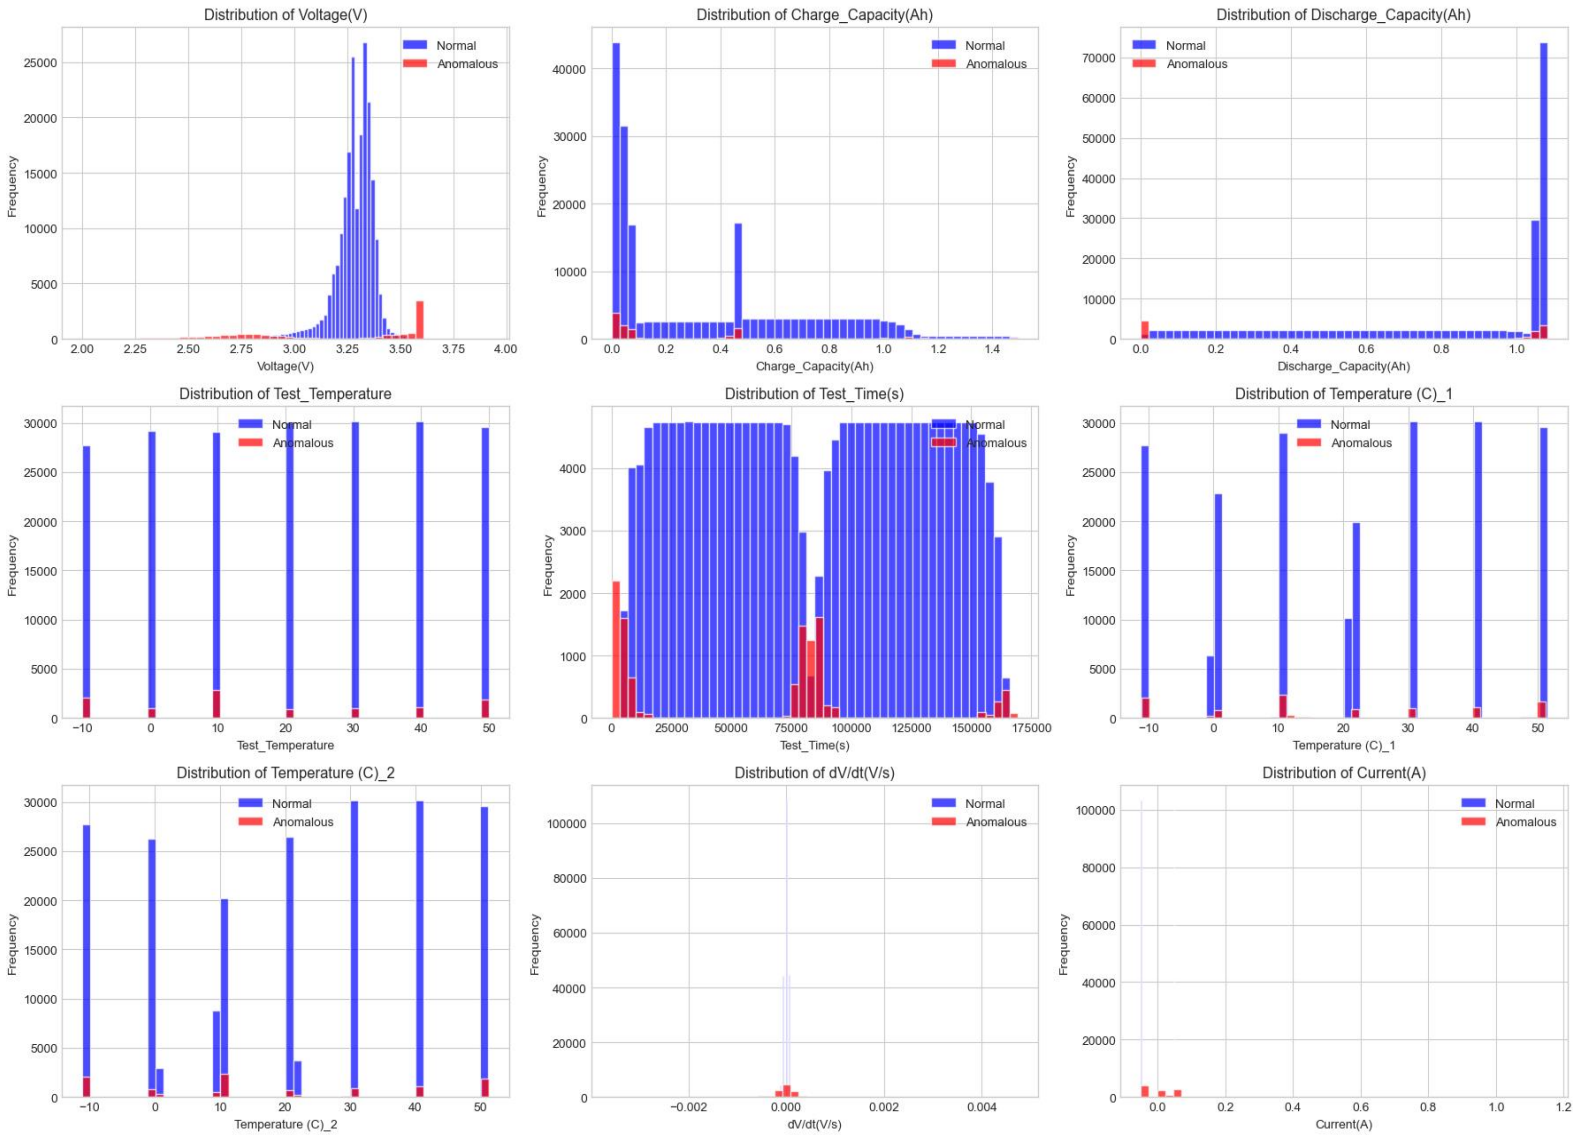 Distribution of Voltage(V)
Normal
Anomalous
25000
20000
15000
10000
5000
0
Frequency
2.00 2.25 2.50 2.75 3.00 3.25 3.50 3.75 4.00
Voltage(V)
Distribution of Charge_Capacity(Ah)
Normal
Anomalous
40000
30000
20000
10000
0
Frequency
0.0 0.2 0.4 0.6 0.8 1.0 1.2 1.4
Charge_Capacity(Ah)
Distribution of Discharge_Capacity(Ah)
Normal
Anomalous
70000
60000
50000
40000
30000
20000
10000
0
Frequency
0.0 0.2 0.4 0.6 0.8 1.0
Discharge_Capacity(Ah)
Distribution of Test_Temperature
Normal
Anomalous
30000
25000
20000
15000
10000
5000
0
Frequency
−10 0 10 20 30 40 50
Test_Temperature
Distribution of Test_Time(s)
Normal
Anomalous
4000
3000
2000
1000
0
Frequency
0 25000 50000 75000 100000 125000 150000 175000
Test_Time(s)
Distribution of Temperature (C)_1
Normal
Anomalous
30000
25000
20000
15000
10000
5000
0
Frequency
−10 0 10 20 30 40 50
Temperature (C)_1
Distribution of Temperature (C)_2
Normal
Anomalous
30000
25000
20000
15000
10000
5000
0
Frequency
−10 0 10 20 30 40 50
Temperature (C)_2
Distribution of dV/dt(V/s)
Normal
Anomalous
100000
80000
60000
40000
20000
0
Frequency
−0.002 0.000 0.002 0.004
dV/dt(V/s)
Distribution of Current(A)
Normal
Anomalous
100000
80000
60000
40000
20000
0
Frequency
0.0 0.2 0.4 0.6 0.8 1.0 1.2
Current(A)